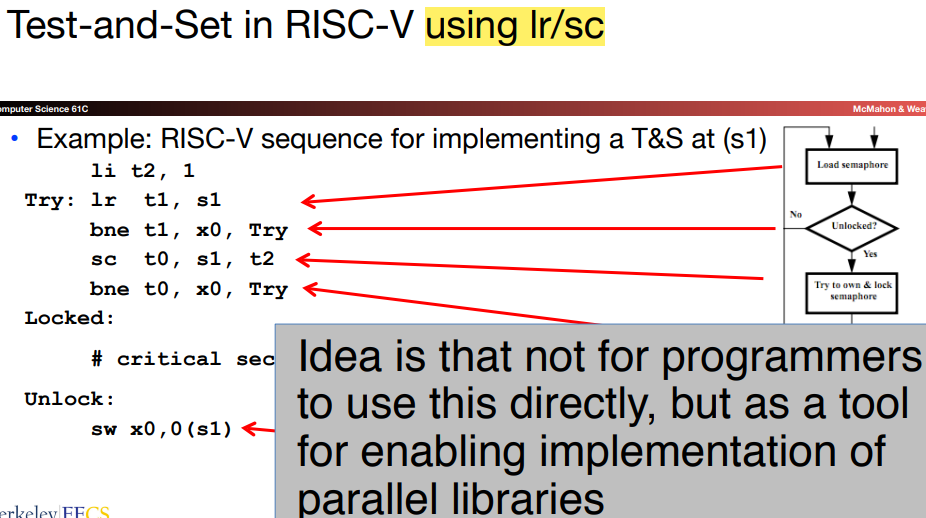 Test-and-Set in RISC-V using lr/sc
omputer Science 61C
McMahon & Wea
• Example: RISC-V sequence for implementing a T&S at (s1)
li t2, 1
Try: lr t1, s1
bne t1, x0, Try
sc t0, s1, t2
bne t0, x0, Try
Locked:
# critical sec
Unlock:
sw x0,0(s1)
Load semaphore
No
Unlocked?
Yes
Try to own & lock
semaphore
Idea is that not for programmers
to use this directly, but as a tool
for enabling implementation of
parallel libraries
erkeley EECS